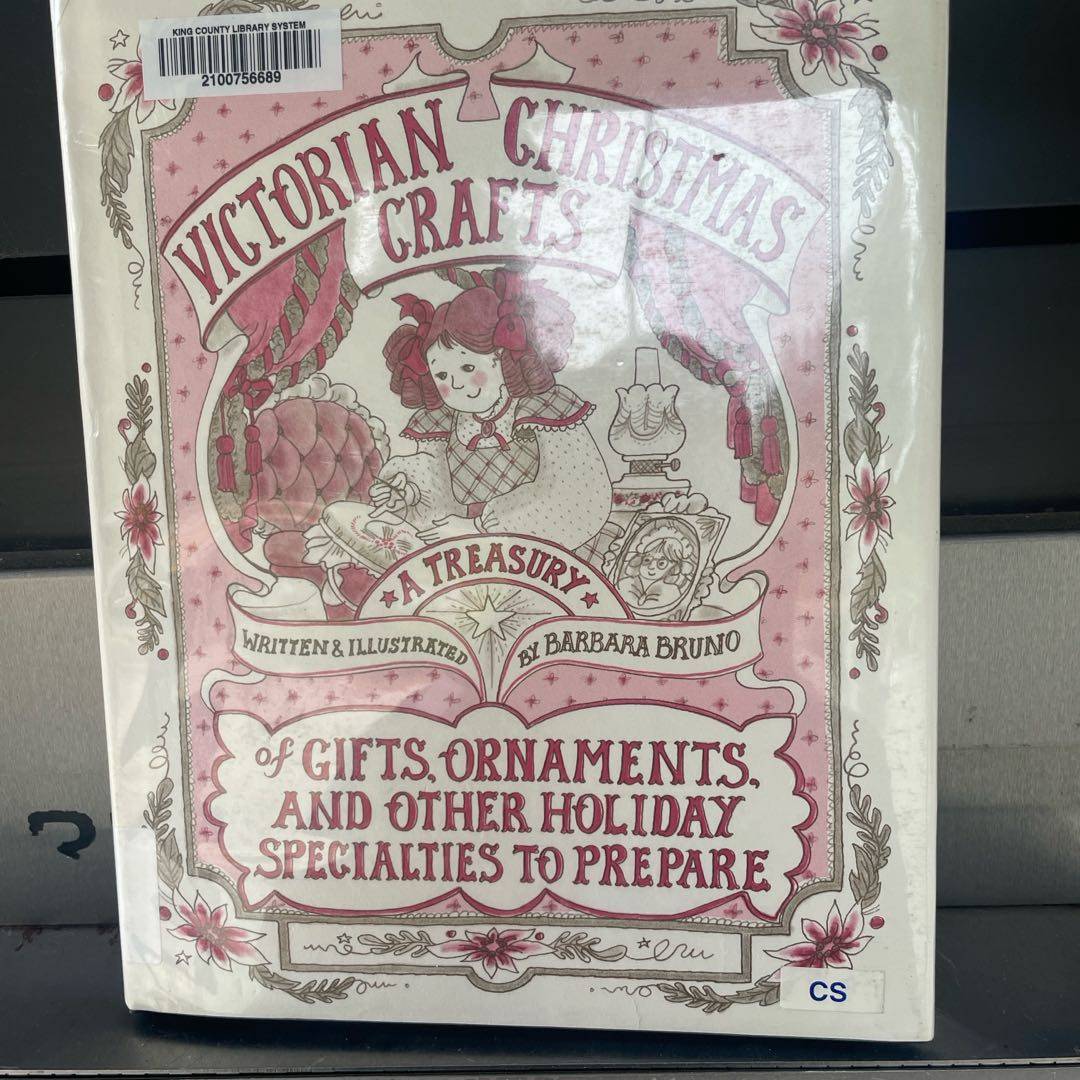 KING COUNTY LIBRARY SYSTEM
2100756689
VICTORIAN CHRISTMAS
CRAFTS
★A TREASURY★
WRITTEN & ILLUSTRATED BY BARBARA BRUNO
of GIFTS, ORNAMENTS,
AND OTHER HOLIDAY
SPECIALTIES TO PREPARE
CS